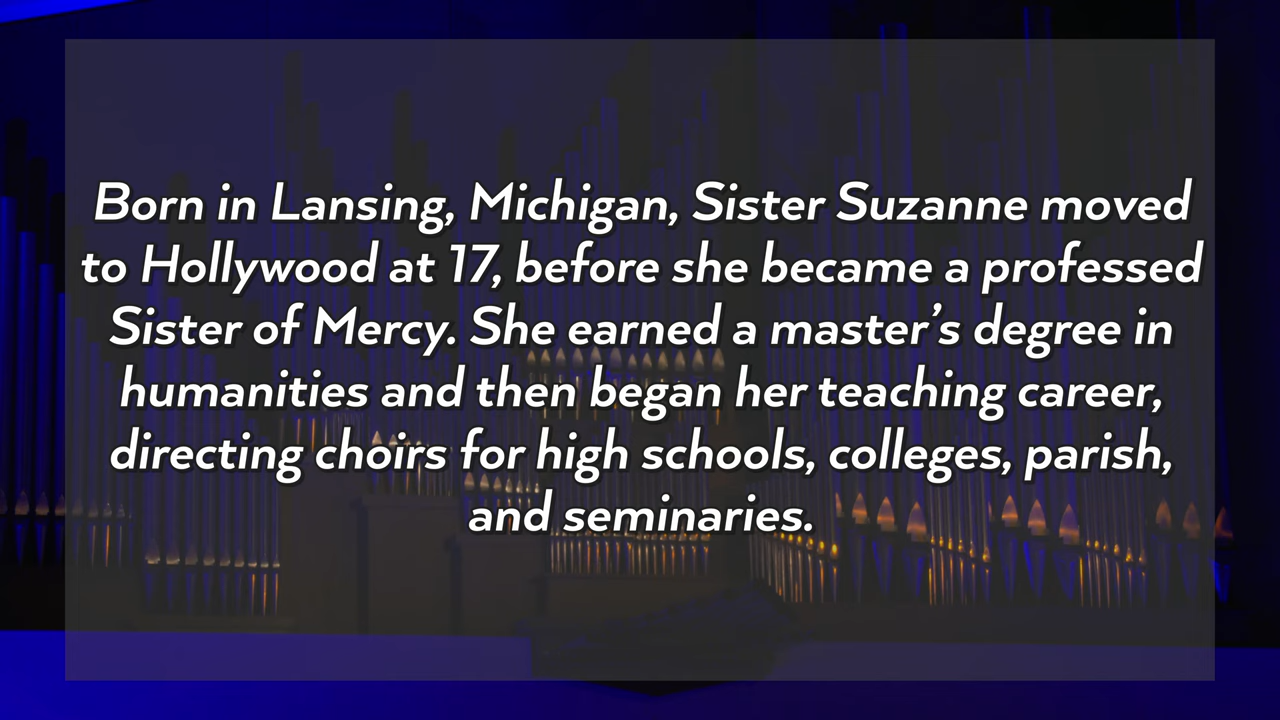 Born in Lansing, Michigan, Sister Suzanne moved
to Hollywood at 17, before she became a professed
Sister of Mercy. She earned a master’s degree in
humanities and then began her teaching career,
directing choirs for high schools, colleges, parish,
and seminaries.